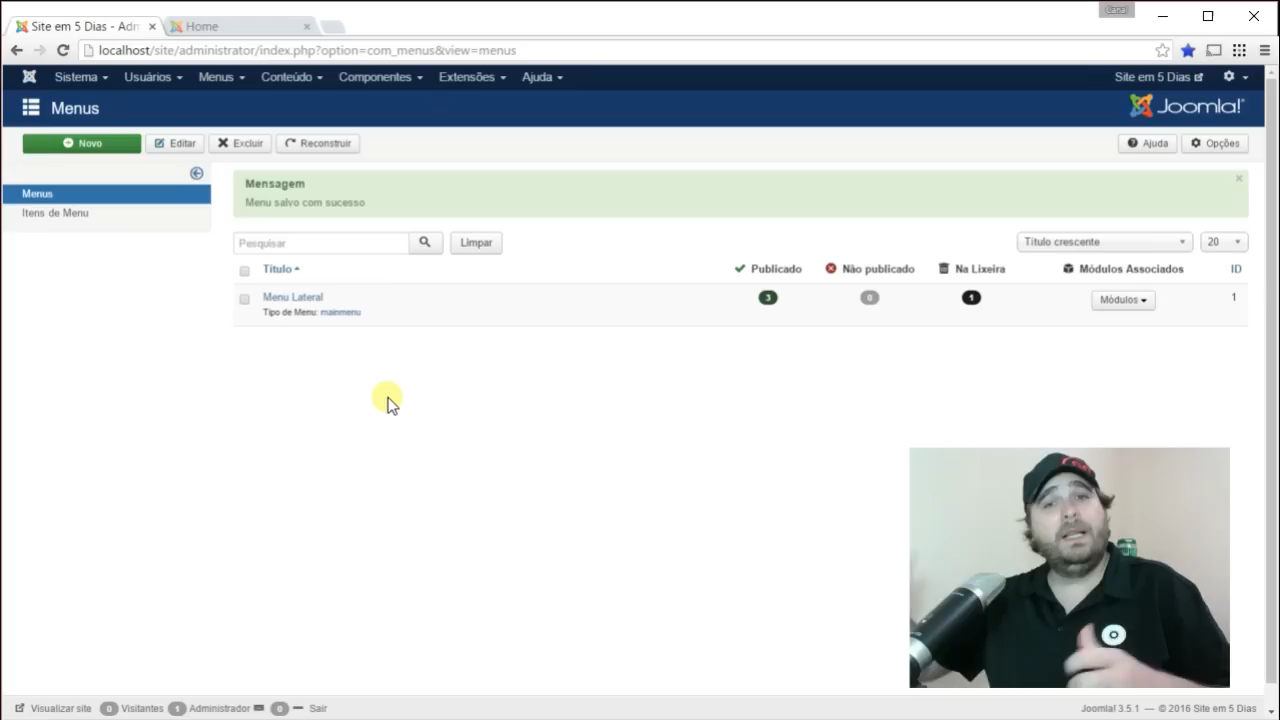 Site em 5 Dias - Adm
Home
localhost/site/administrator/index.php?option=com_menus&view=menus
Sistema Usuários Menus Conteúdo Componentes Extensões Ajuda Site em 5 Dias
Menus Joomla!
Novo Editar Excluir Reconstruir Ajuda Opções
Menus
Itens de Menu
Mensagem
Menu salvo com sucesso
Pesquisar Limpar Título crescente 20
Título Publicado Não publicado Na Lixeira Módulos Associados ID
Menu Lateral 3 0 1 Módulos 1
Tipo de Menu: mainmenu
Visualizar site 0 Visitantes 1 Administrador 0 Sair Joomla! 3.5.1 — © 2016 Site em 5 Dias